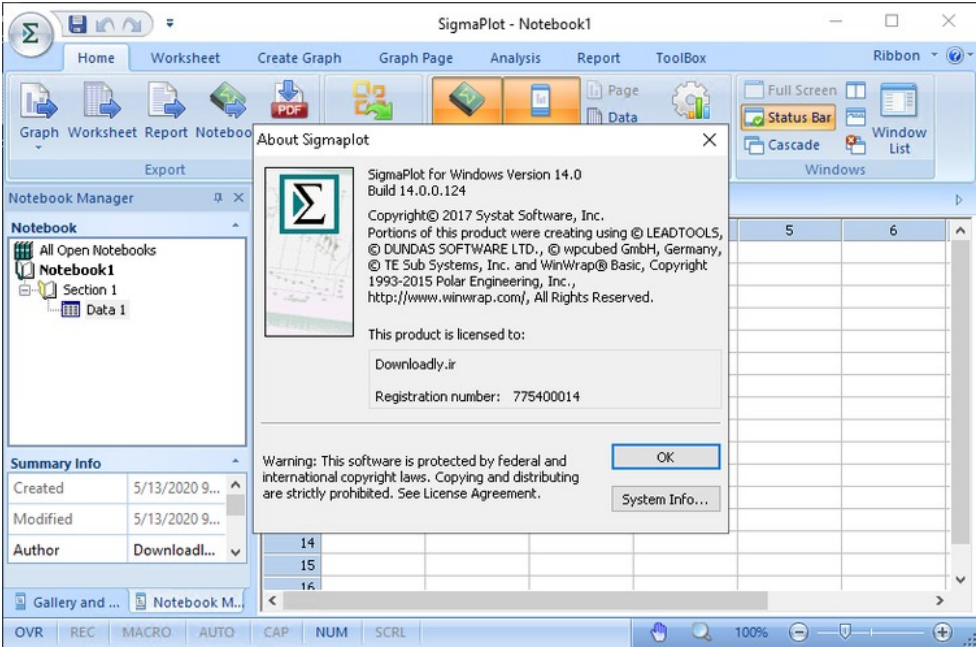 SigmaPlot - Notebook1
Home Worksheet Create Graph Graph Page Analysis Report ToolBox Ribbon
Graph Worksheet Report Noteboo
PDF
Export
Page
Data
Full Screen
Status Bar
Cascade
Window List
Windows
Notebook Manager
Notebook
All Open Notebooks
Notebook1
Section 1
Data 1
Summary Info
Created 5/13/2020 9...
Modified 5/13/2020 9...
Author Downloadl...
Gallery and ... Notebook M...
About Sigmaplot
SigmaPlot for Windows Version 14.0
Build 14.0.0.124
Copyright© 2017 Systat Software, Inc.
Portions of this product were creating using © LEADTOOLS,
© DUNDAS SOFTWARE LTD., © wpcubed GmbH, Germany,
© TE Sub Systems, Inc. and WinWrap® Basic, Copyright
1993-2015 Polar Engineering, Inc.,
http://www.winwrap.com/, All Rights Reserved.
This product is licensed to:
Downloadly.ir
Registration number: 775400014
Warning: This software is protected by federal and
international copyright laws. Copying and distributing
are strictly prohibited. See License Agreement.
OK
System Info...
5 6
14
15
16
OVR REC MACRO AUTO CAP NUM SCRL 100%